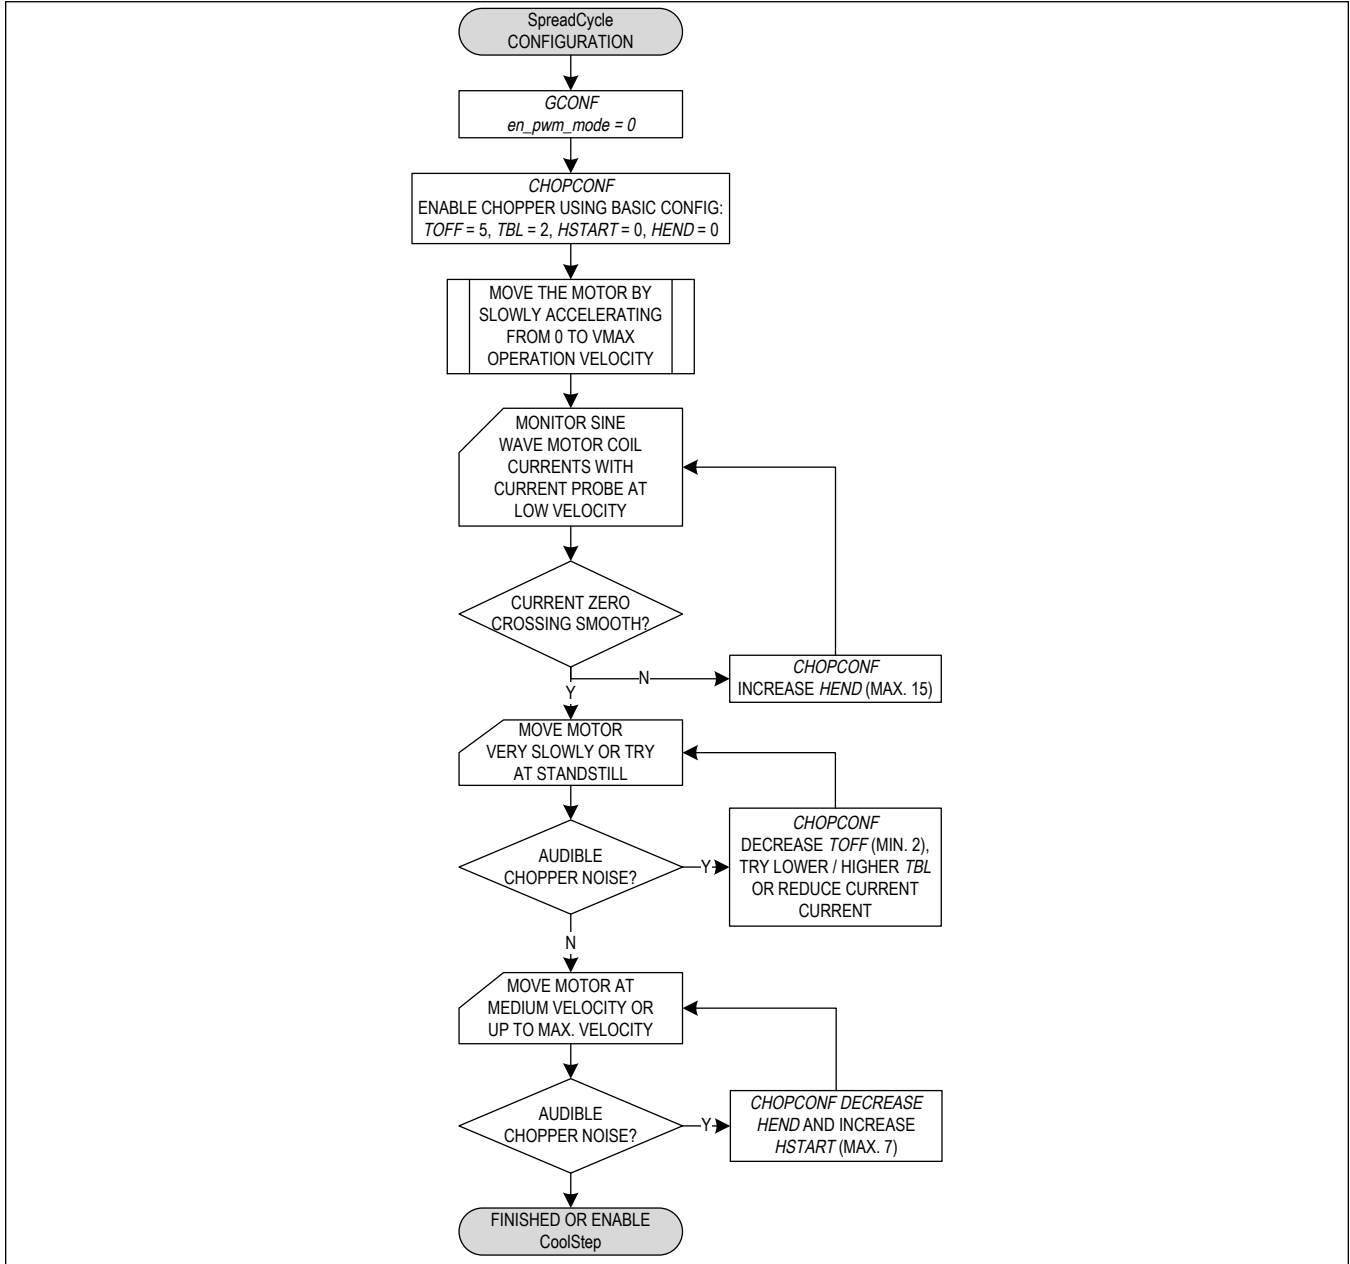 SpreadCycle
CONFIGURATION
GCONF
en_pwm_mode = 0
CHOPCONF
ENABLE CHOPPER USING BASIC CONFIG:
TOFF = 5, TBL = 2, HSTART = 0, HEND = 0
MOVE THE MOTOR BY
SLOWLY ACCELERATING
FROM 0 TO VMAX
OPERATION VELOCITY
MONITOR SINE
WAVE MOTOR COIL
CURRENTS WITH
CURRENT PROBE AT
LOW VELOCITY
CURRENT ZERO
CROSSING SMOOTH?
N
CHOPCONF
INCREASE HEND (MAX. 15)
Y
MOVE MOTOR
VERY SLOWLY OR TRY
AT STANDSTILL
AUDIBLE
CHOPPER NOISE?
Y
CHOPCONF
DECREASE TOFF (MIN. 2),
TRY LOWER / HIGHER TBL
OR REDUCE CURRENT
CURRENT
N
MOVE MOTOR AT
MEDIUM VELOCITY OR
UP TO MAX. VELOCITY
AUDIBLE
CHOPPER NOISE?
Y
CHOPCONF DECREASE
HEND AND INCREASE
HSTART (MAX. 7)
FINISHED OR ENABLE
CoolStep